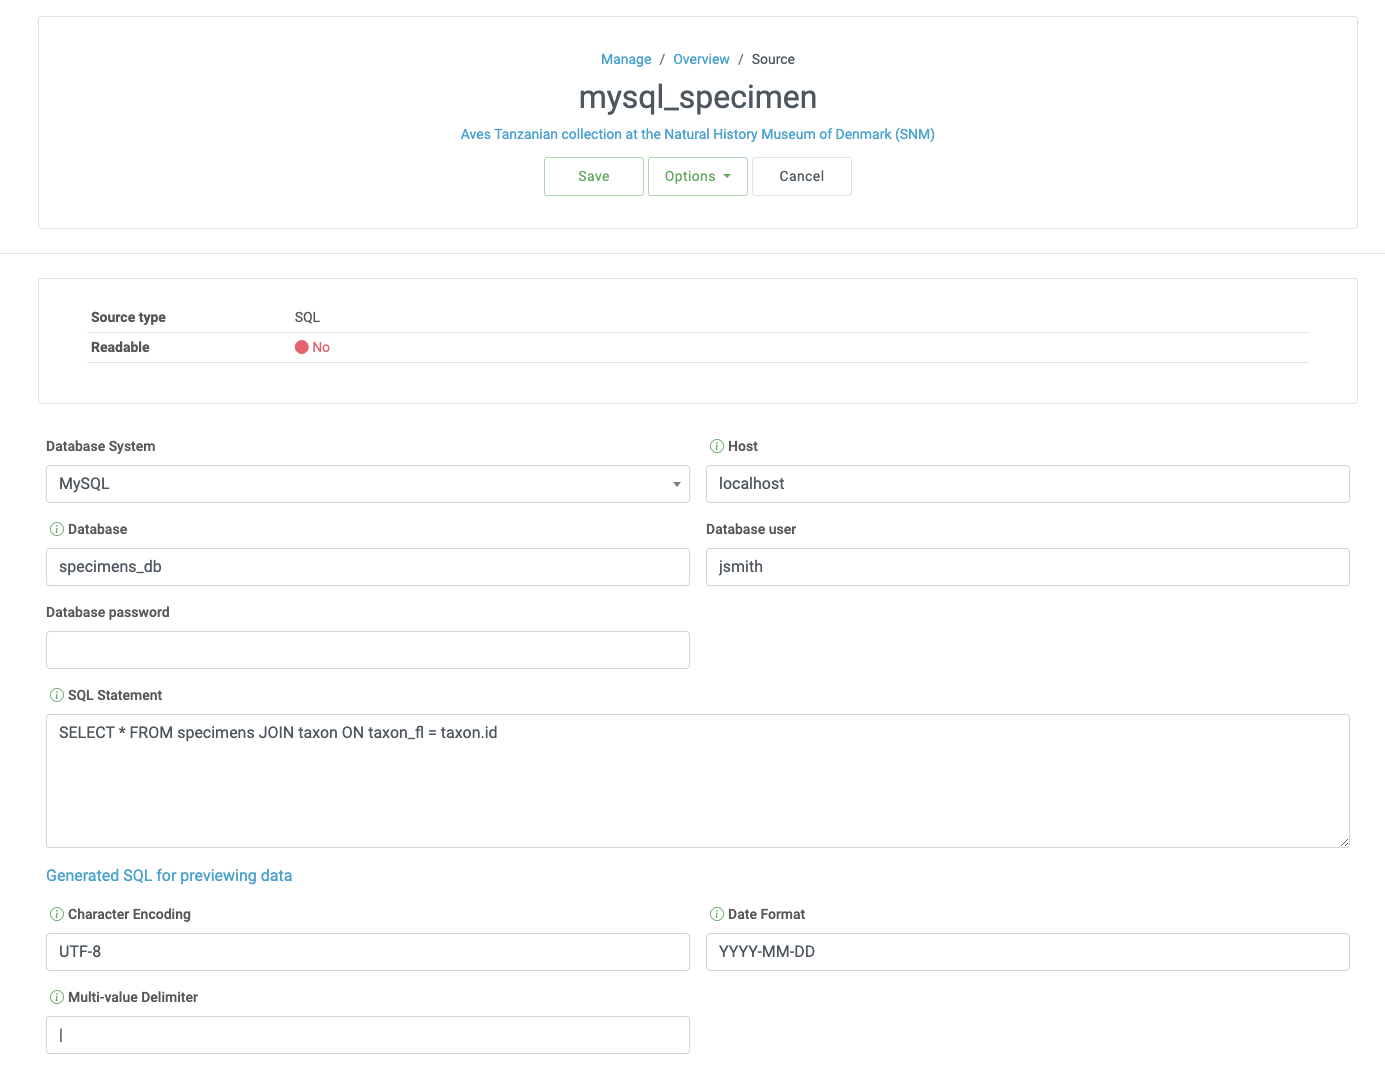 Manage / Overview / Source
mysql_specimen
Aves Tanzanian collection at the Natural History Museum of Denmark (SNM)
Save Options Cancel
Source type SQL
Readable No
Database System
MySQL
Host
localhost
Database
specimens_db
Database user
jsmith
Database password
SQL Statement
SELECT * FROM specimens JOIN taxon ON taxon_fl = taxon.id
Generated SQL for previewing data
Character Encoding
UTF-8
Date Format
YYYY-MM-DD
Multi-value Delimiter
|